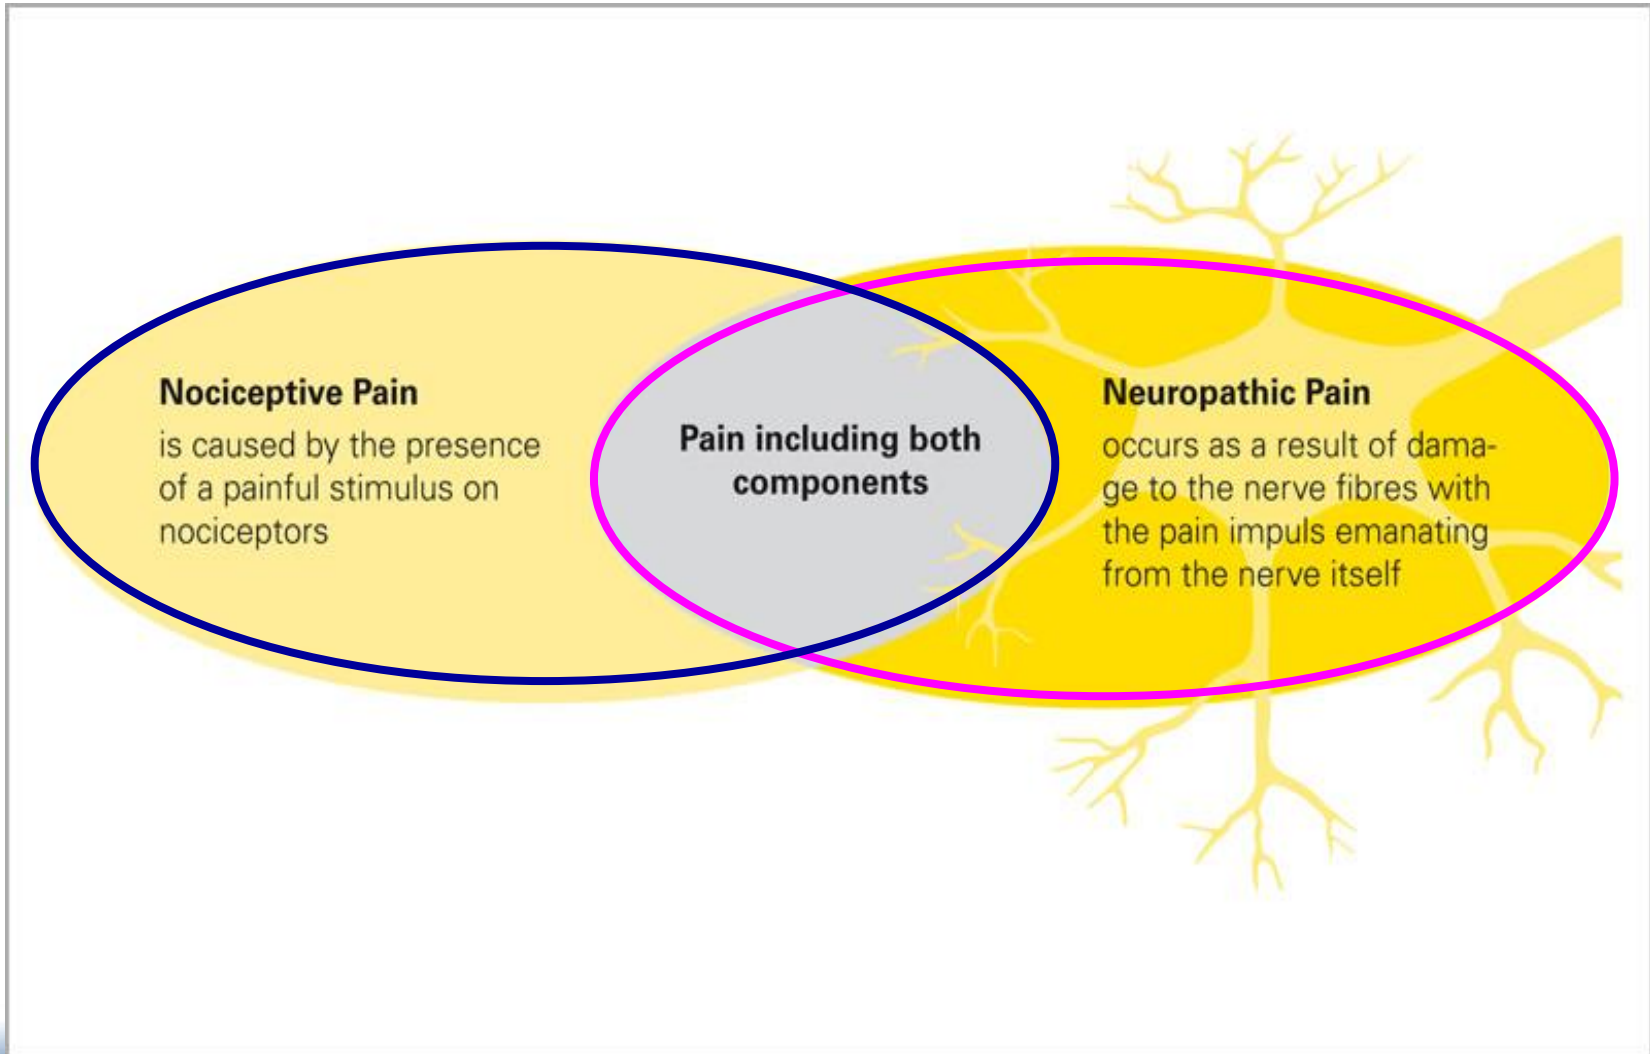 Nociceptive Pain
is caused by the presence
of a painful stimulus on
nociceptors
Pain including both
components
Neuropathic Pain
occurs as a result of dama-
ge to the nerve fibres with
the pain impuls emanating
from the nerve itself